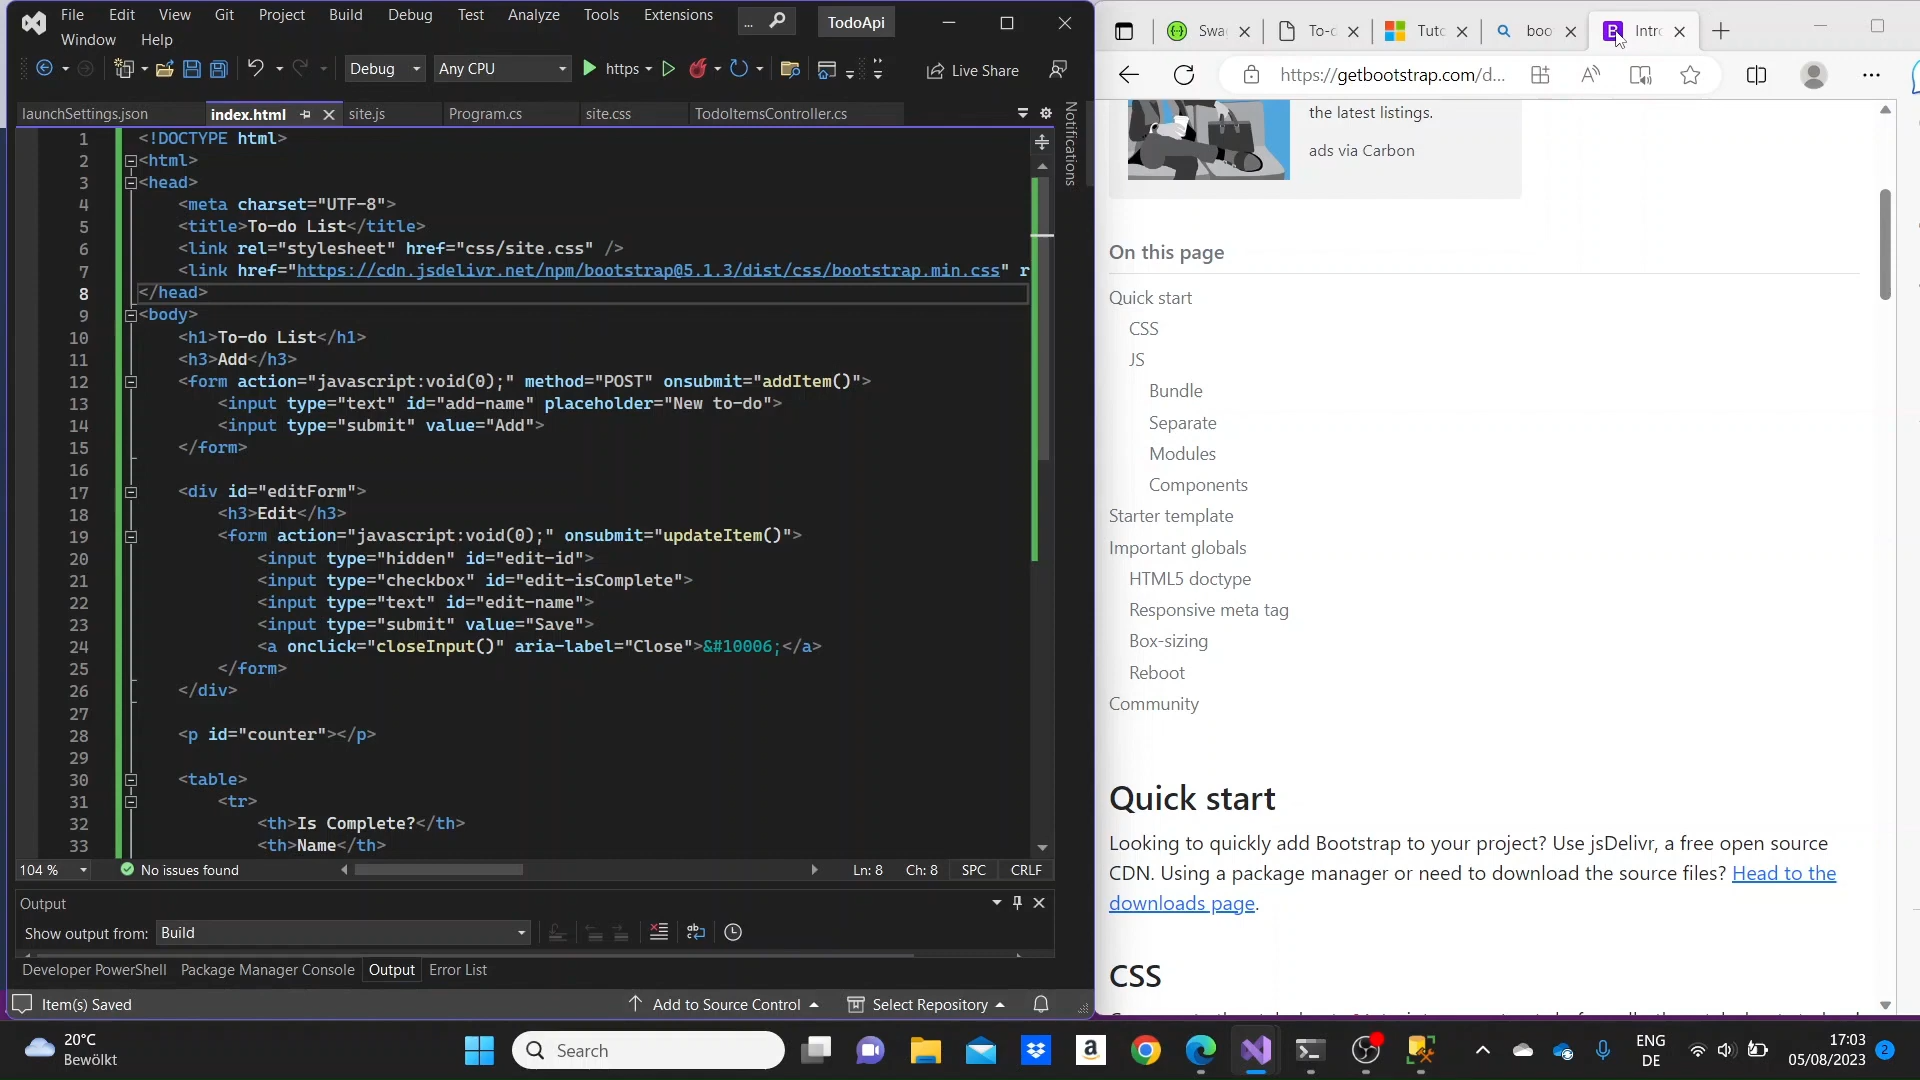 File Edit View Git Project Build Debug Test Analyze Tools Extensions
... TodoApi
Window Help
Debug Any CPU https Live Share
launchSettings.json index.html site.js Program.cs site.css TodoItemsController.cs
Notifications
1 <!DOCTYPE html>
2 <html>
3 <head>
4 <meta charset="UTF-8">
5 <title>To-do List</title>
6 <link rel="stylesheet" href="css/site.css" />
7 <link href="https://cdn.jsdelivr.net/npm/bootstrap@5.1.3/dist/css/bootstrap.min.css" r
8 </head>
9 <body>
10 <h1>To-do List</h1>
11 <h3>Add</h3>
12 <form action="javascript:void(0);" method="POST" onsubmit="addItem()">
13 <input type="text" id="add-name" placeholder="New to-do">
14 <input type="submit" value="Add">
15 </form>
16
17 <div id="editForm">
18 <h3>Edit</h3>
19 <form action="javascript:void(0);" onsubmit="updateItem()">
20 <input type="hidden" id="edit-id">
21 <input type="checkbox" id="edit-isComplete">
22 <input type="text" id="edit-name">
23 <input type="submit" value="Save">
24 <a onclick="closeInput()" aria-label="Close">&#10006;</a>
25 </form>
26 </div>
27
28 <p id="counter"></p>
29
30 <table>
31 <tr>
32 <th>Is Complete?</th>
33 <th>Name</th>
104 % No issues found Ln: 8 Ch: 8 SPC CRLF
Output
Show output from: Build
Developer PowerShell Package Manager Console Output Error List
Item(s) Saved Add to Source Control Select Repository
Swa To-d Tuto boo B Intro
https://getbootstrap.com/d...
the latest listings.
ads via Carbon
On this page
Quick start
CSS
JS
Bundle
Separate
Modules
Components
Starter template
Important globals
HTML5 doctype
Responsive meta tag
Box-sizing
Reboot
Community
Quick start
Looking to quickly add Bootstrap to your project? Use jsDelivr, a free open source
CDN. Using a package manager or need to download the source files? Head to the
downloads page.
CSS
20°C
Bewölkt
Search
a
ENG
DE
17:03
05/08/2023
2